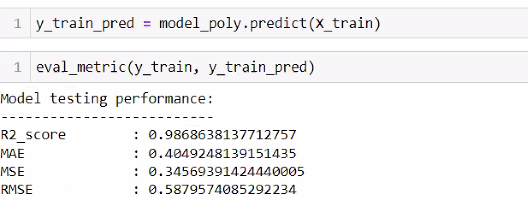 1 y_train_pred = model_poly.predict(X_train)
1 eval_metric(y_train, y_train_pred)
Model testing performance:
--------------------------
R2_score : 0.9868638137712757
MAE : 0.4049248139151435
MSE : 0.34569391424440005
RMSE : 0.5879574085292234